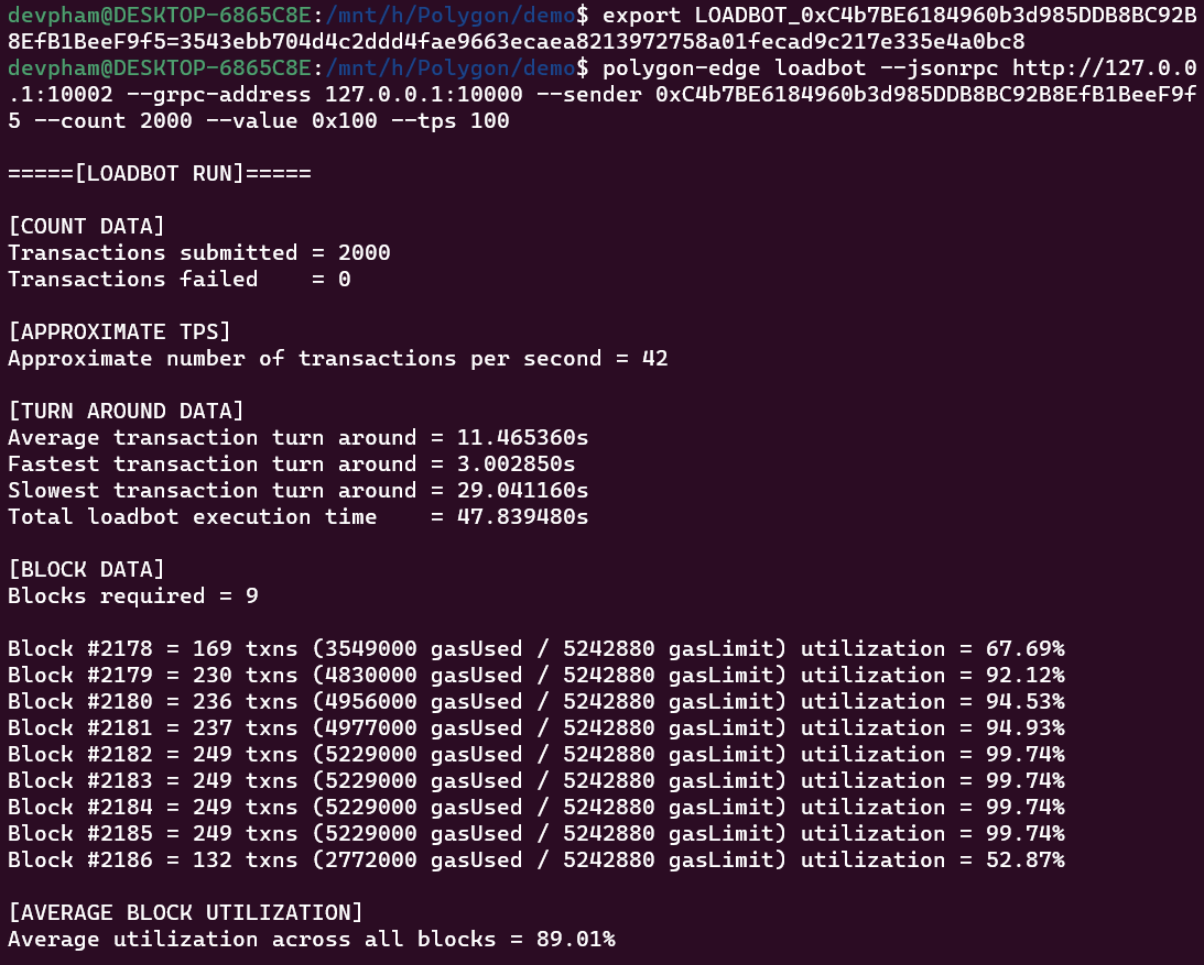 devpham@DESKTOP-6865C8E:/mnt/h/Polygon/demo$ export LOADBOT_0xC4b7BE6184960b3d985DDB8BC92B
8EfB1BeeF9f5=3543ebb704d4c2ddd4fae9663ecaea8213972758a01fecad9c217e335e4a0bc8
devpham@DESKTOP-6865C8E:/mnt/h/Polygon/demo$ polygon-edge loadbot --jsonrpc http://127.0.0
.1:10002 --grpc-address 127.0.0.1:10000 --sender 0xC4b7BE6184960b3d985DDB8BC92B8EfB1BeeF9f
5 --count 2000 --value 0x100 --tps 100
=====[LOADBOT RUN]=====
[COUNT DATA]
Transactions submitted = 2000
Transactions failed    = 0
[APPROXIMATE TPS]
Approximate number of transactions per second = 42
[TURN AROUND DATA]
Average transaction turn around = 11.465360s
Fastest transaction turn around = 3.002850s
Slowest transaction turn around = 29.041160s
Total loadbot execution time    = 47.839480s
[BLOCK DATA]
Blocks required = 9
Block #2178 = 169 txns (3549000 gasUsed / 5242880 gasLimit) utilization = 67.69%
Block #2179 = 230 txns (4830000 gasUsed / 5242880 gasLimit) utilization = 92.12%
Block #2180 = 236 txns (4956000 gasUsed / 5242880 gasLimit) utilization = 94.53%
Block #2181 = 237 txns (4977000 gasUsed / 5242880 gasLimit) utilization = 94.93%
Block #2182 = 249 txns (5229000 gasUsed / 5242880 gasLimit) utilization = 99.74%
Block #2183 = 249 txns (5229000 gasUsed / 5242880 gasLimit) utilization = 99.74%
Block #2184 = 249 txns (5229000 gasUsed / 5242880 gasLimit) utilization = 99.74%
Block #2185 = 249 txns (5229000 gasUsed / 5242880 gasLimit) utilization = 99.74%
Block #2186 = 132 txns (2772000 gasUsed / 5242880 gasLimit) utilization = 52.87%
[AVERAGE BLOCK UTILIZATION]
Average utilization across all blocks = 89.01%